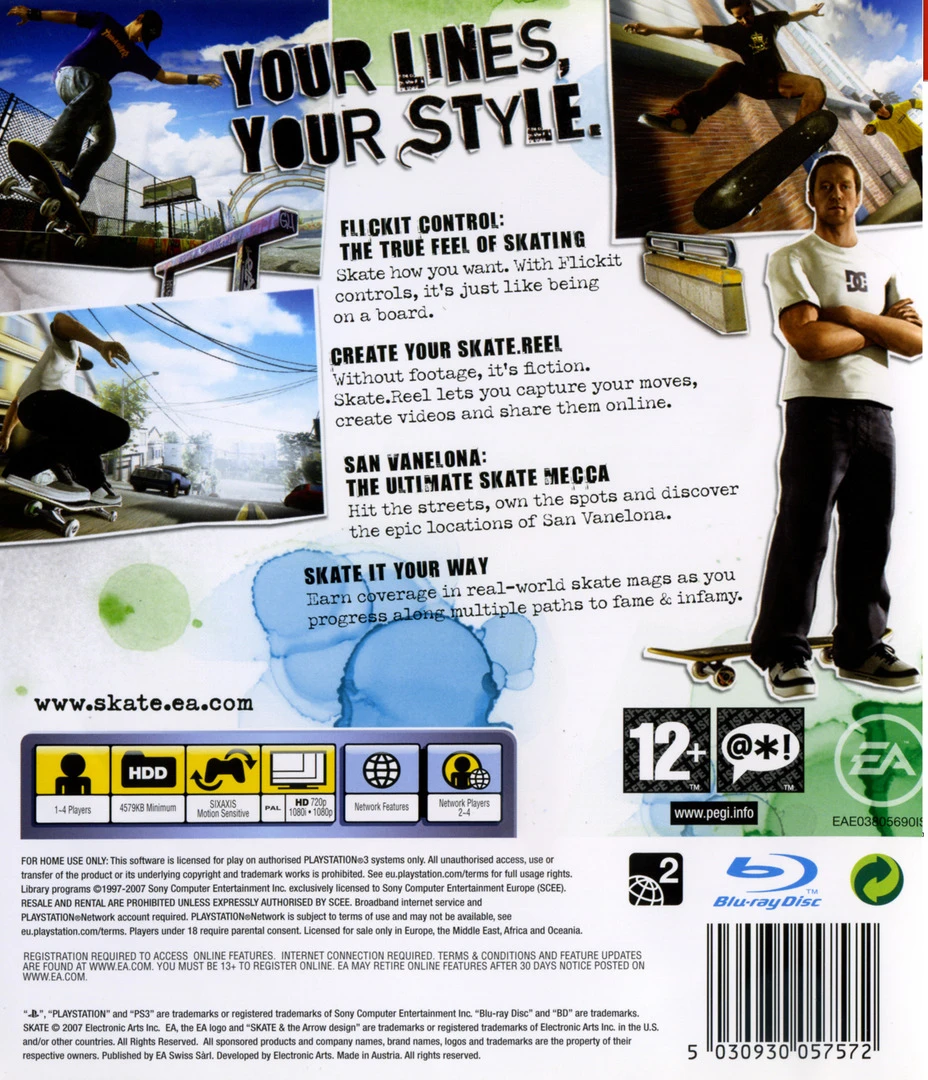 YOUR LINES,
YOUR STYLE.
FLICKIT CONTROL:
THE TRUE FEEL OF SKATING
Skate how you want. With Flickit
controls, it's just like being
on a board.
CREATE YOUR SKATE.REEL
Without footage, it's fiction.
Skate.Reel lets you capture your moves,
create videos and share them online.
SAN VANELONA:
THE ULTIMATE SKATE MECCA
Hit the streets, own the spots and discover
the epic locations of San Vanelona.
SKATE IT YOUR WAY
Earn coverage in real-world skate mags as you
progress along multiple paths to fame & infamy.
DC
www.skate.ea.com
HDD
1-4 Players
4579KB Minimum
SIXAXIS
Motion Sensitive
PAL
HD 720p
1080i • 1080p
Network Features
Network Players
2-4
12+
@*!
™
™
www.pegi.info
EA
EAE03805690IS
FOR HOME USE ONLY: This software is licensed for play on authorised PLAYSTATION®3 systems only. All unauthorised access, use or
transfer of the product or its underlying copyright and trademark works is prohibited. See eu.playstation.com/terms for full usage rights.
Library programs ©1997-2007 Sony Computer Entertainment Inc. exclusively licensed to Sony Computer Entertainment Europe (SCEE).
RESALE AND RENTAL ARE PROHIBITED UNLESS EXPRESSLY AUTHORISED BY SCEE. Broadband internet service and
PLAYSTATION®Network account required. PLAYSTATION®Network is subject to terms of use and may not be available, see
eu.playstation.com/terms. Players under 18 require parental consent. Licensed for sale only in Europe, the Middle East, Africa and Oceania.
2
Blu-ray Disc
™
REGISTRATION REQUIRED TO ACCESS ONLINE FEATURES. INTERNET CONNECTION REQUIRED. TERMS & CONDITIONS AND FEATURE UPDATES
ARE FOUND AT WWW.EA.COM. YOU MUST BE 13+ TO REGISTER ONLINE. EA MAY RETIRE ONLINE FEATURES AFTER 30 DAYS NOTICE POSTED ON
WWW.EA.COM.
“PS”, “PLAYSTATION” and “PS3” are trademarks or registered trademarks of Sony Computer Entertainment Inc. “Blu-ray Disc” and “BD” are trademarks.
SKATE © 2007 Electronic Arts Inc. EA, the EA logo and “SKATE & the Arrow design” are trademarks or registered trademarks of Electronic Arts Inc. in the U.S.
and/or other countries. All Rights Reserved. All sponsored products and company names, brand names, logos and trademarks are the property of their
respective owners. Published by EA Swiss Sàrl. Developed by Electronic Arts. Made in Austria. All rights reserved.
5 030930 057572